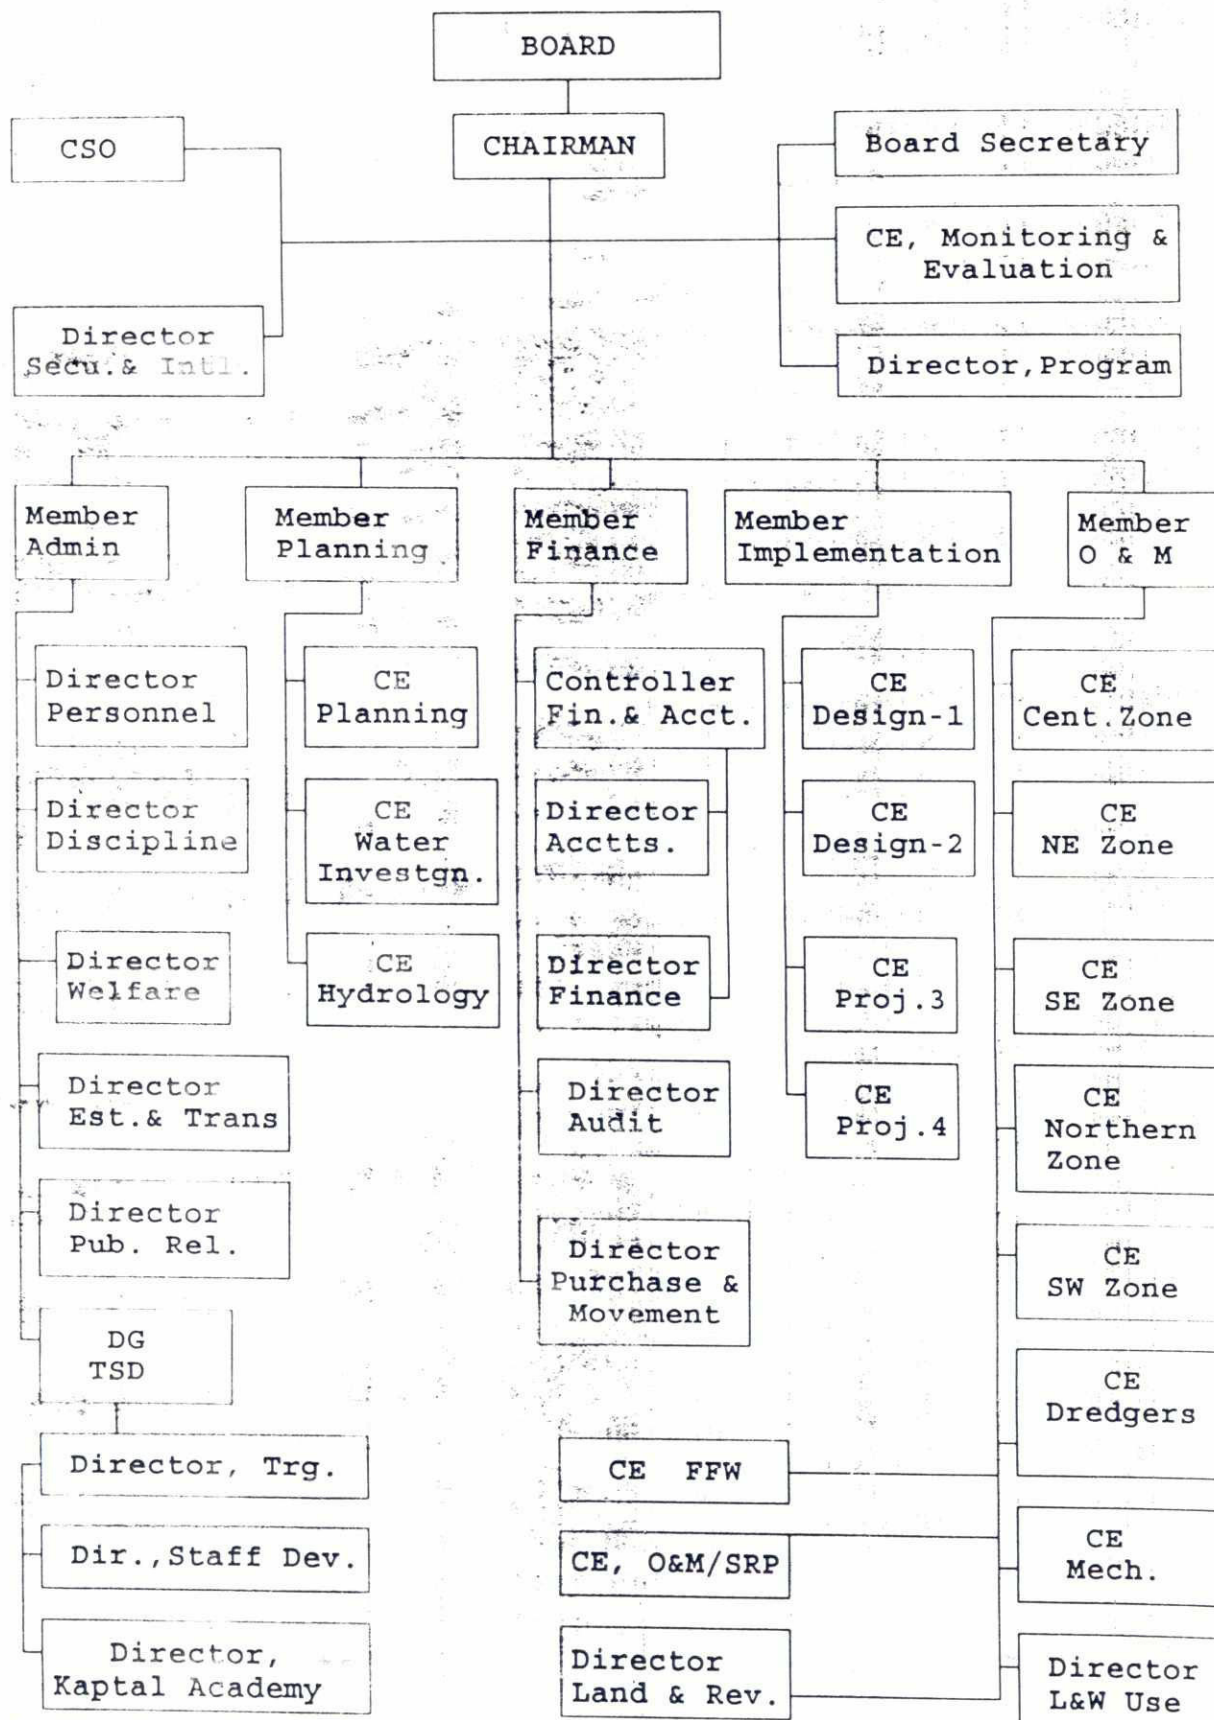 BOARD
CHAIRMAN
CSO
Board Secretary
CE, Monitoring &
Evaluation
Director
Secu.& Intl.
Director,Program
Member
Admin
Member
Planning
Member
Finance
Member
Implementation
Member
O & M
Director
Personnel
Director
Discipline
Director
Welfare
Director
Est.& Trans
Director
Pub. Rel.
DG
TSD
Director, Trg.
Dir.,Staff Dev.
Director,
Kaptal Academy
CE
Planning
CE
Water
Investgn.
CE
Hydrology
Controller
Fin.& Acct.
Director
Acctts.
Director
Finance
Director
Audit
Director
Purchase &
Movement
CE
Design-1
CE
Design-2
CE
Proj.3
CE
Proj.4
CE
Cent.Zone
CE
NE Zone
CE
SE Zone
CE
Northern
Zone
CE
SW Zone
CE
Dredgers
CE
Mech.
Director
L&W Use
CE FFW
CE, O&M/SRP
Director
Land & Rev.